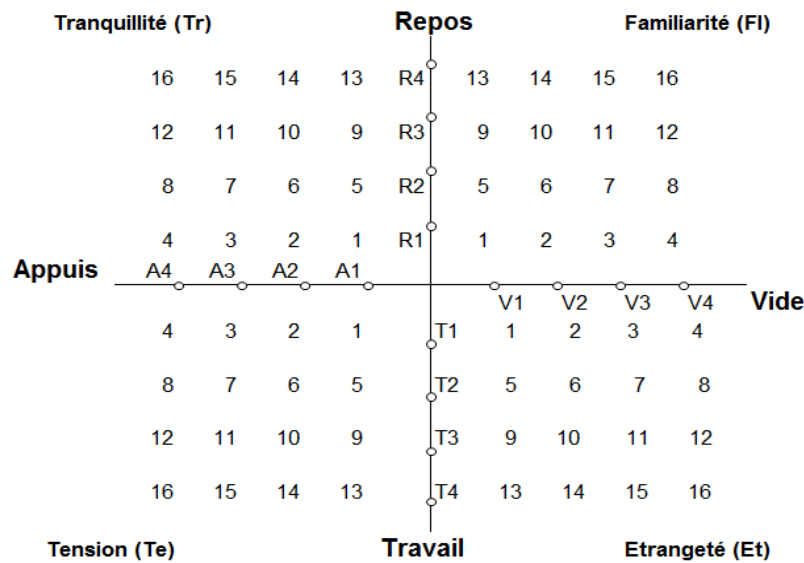 Tranquillité (Tr) Repos Familiarité (Fl)
16 15 14 13 R4 13 14 15 16
12 11 10 9 R3 9 10 11 12
8 7 6 5 R2 5 6 7 8
4 3 2 1 R1 1 2 3 4
Appuis A4 A3 A2 A1
V1 V2 V3 V4 Vide
4 3 2 1 T1 1 2 3 4
8 7 6 5 T2 5 6 7 8
12 11 10 9 T3 9 10 11 12
16 15 14 13 T4 13 14 15 16
Tension (Te) Travail Etrangeté (Et)